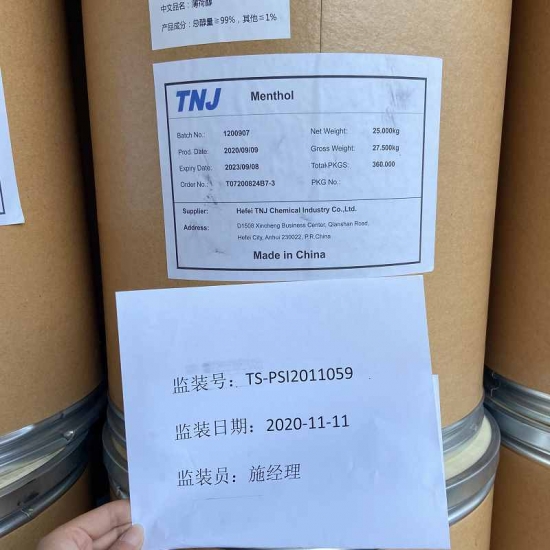 中文品名：薄荷醇
产品成分：总醇量≥99%，其他≤1%
TNJ Menthol
Batch No.: 1200907 Net Weight: 25.000kg
Prod. Date: 2020/09/09 Gross Weight: 27.500kg
Expiry Date: 2023/09/08 Total PKGS: 360.000
Order No.: T07200824B7-3 PKG No.:
Supplier: Hefei TNJ Chemical Industry Co.,Ltd.
Address: D1508 Xincheng Business Center, Qianshan Road,
Hefei City, Anhui 230022, P.R.China
Made in China
监装号：TS-PSI2011059
监装日期：2020-11-11
监装员：施经理